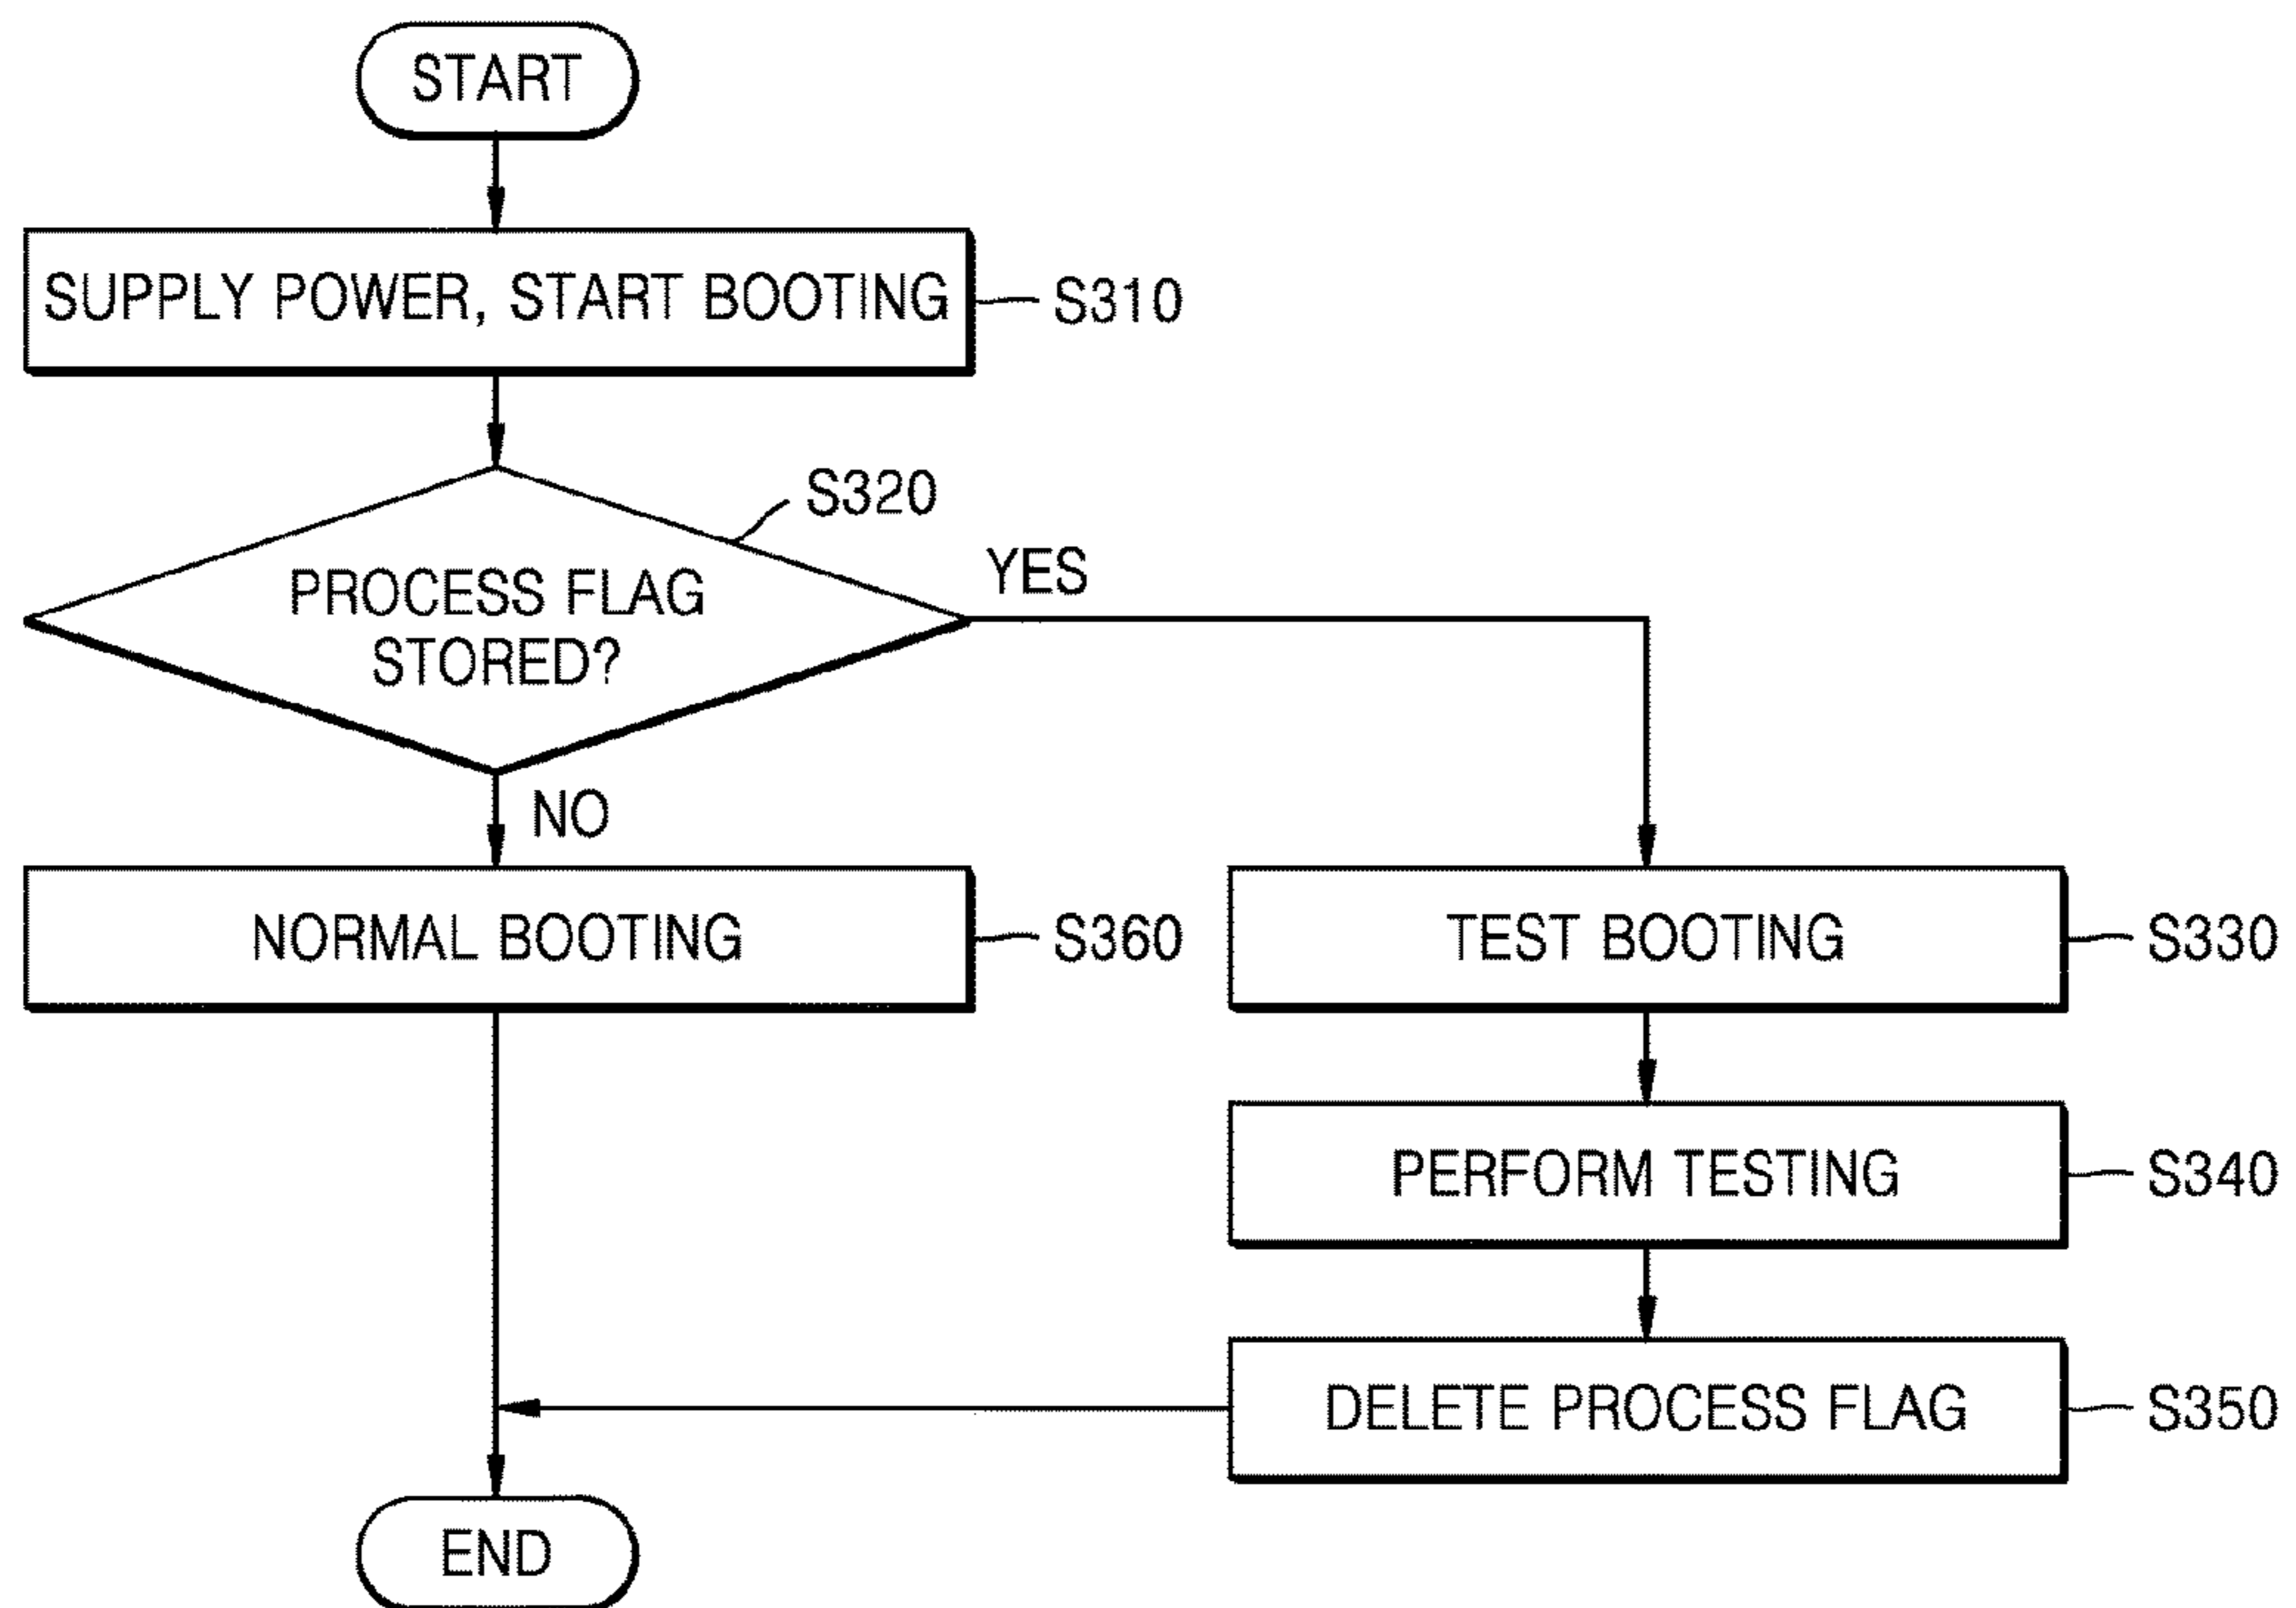 START
SUPPLY POWER, START BOOTING
S310
S320
PROCESS FLAG
STORED?
YES
NO
NORMAL BOOTING
S360
TEST BOOTING
S330
PERFORM TESTING
S340
DELETE PROCESS FLAG
S350
END